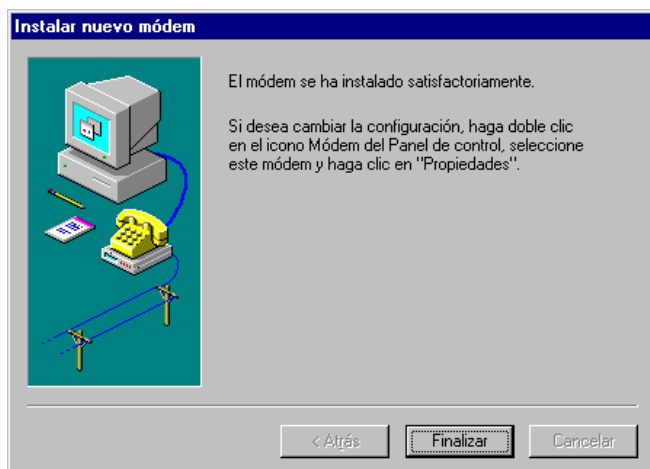 Instalar nuevo módem
El módem se ha instalado satisfactoriamente.
Si desea cambiar la configuración, haga doble clic
en el icono Módem del Panel de control, seleccione
este módem y haga clic en "Propiedades".
< Atrás
Finalizar
Cancelar